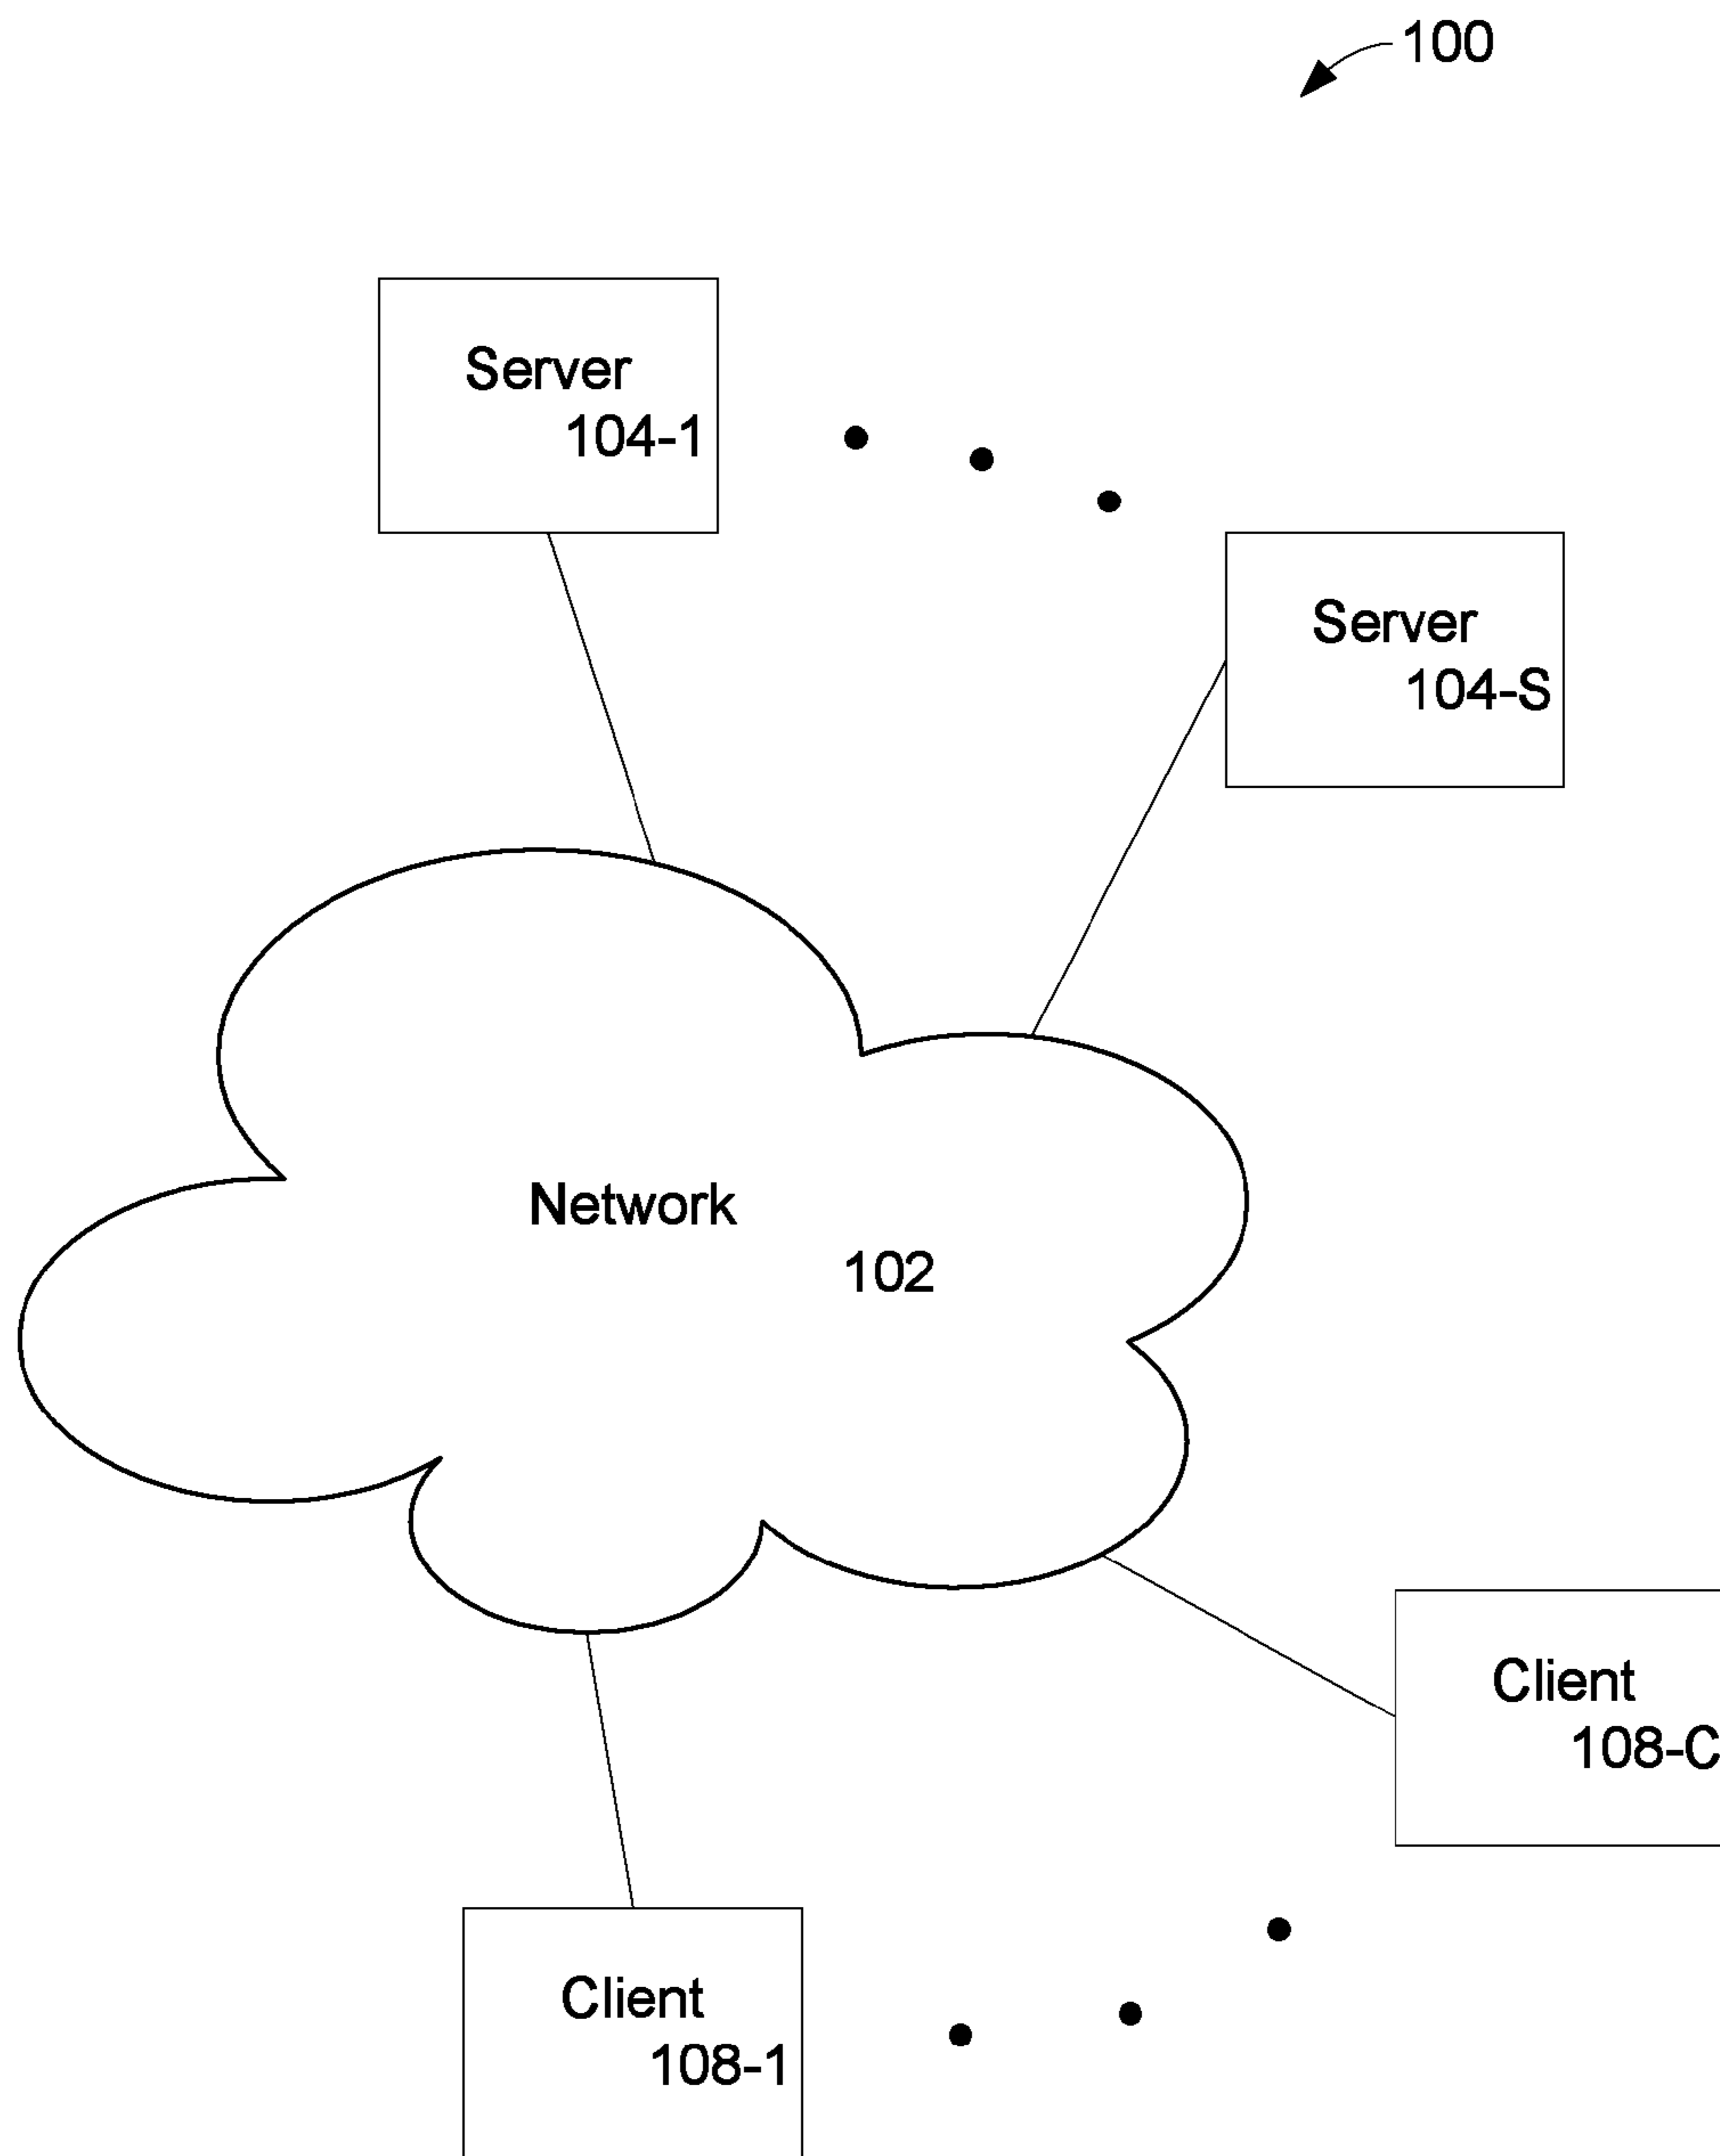 100
Server
104-1
Server
104-S
Network
102
Client
108-C
Client
108-1